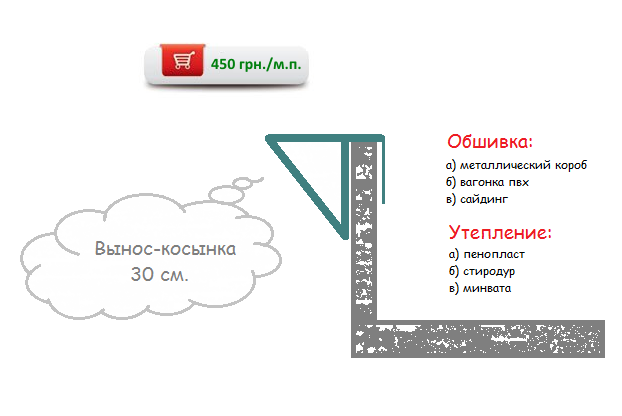 450 грн./м.п.
Обшивка:
а) металлический короб
б) вагонка пвх
в) сайдинг
Вынос-косынка
30 см.
Утепление:
а) пенопласт
б) стиродур
в) минвата